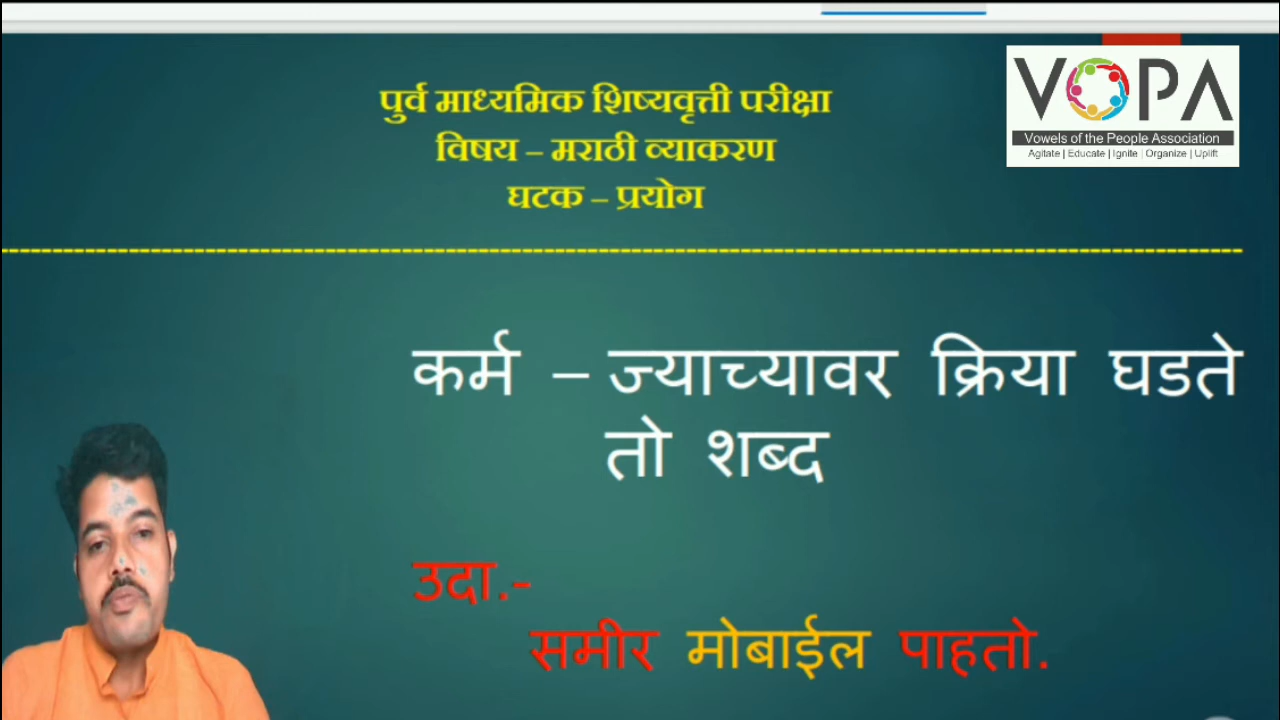 पुर्व माध्यमिक शिष्यवृत्ती परीक्षा
विषय – मराठी व्याकरण
घटक – प्रयोग
VOPA
Vowels of the People Association
Agitate | Educate | Ignite | Organize | Uplift
कर्म – ज्याच्यावर क्रिया घडते
तो शब्द
उदा.-
समीर मोबाईल पाहतो.